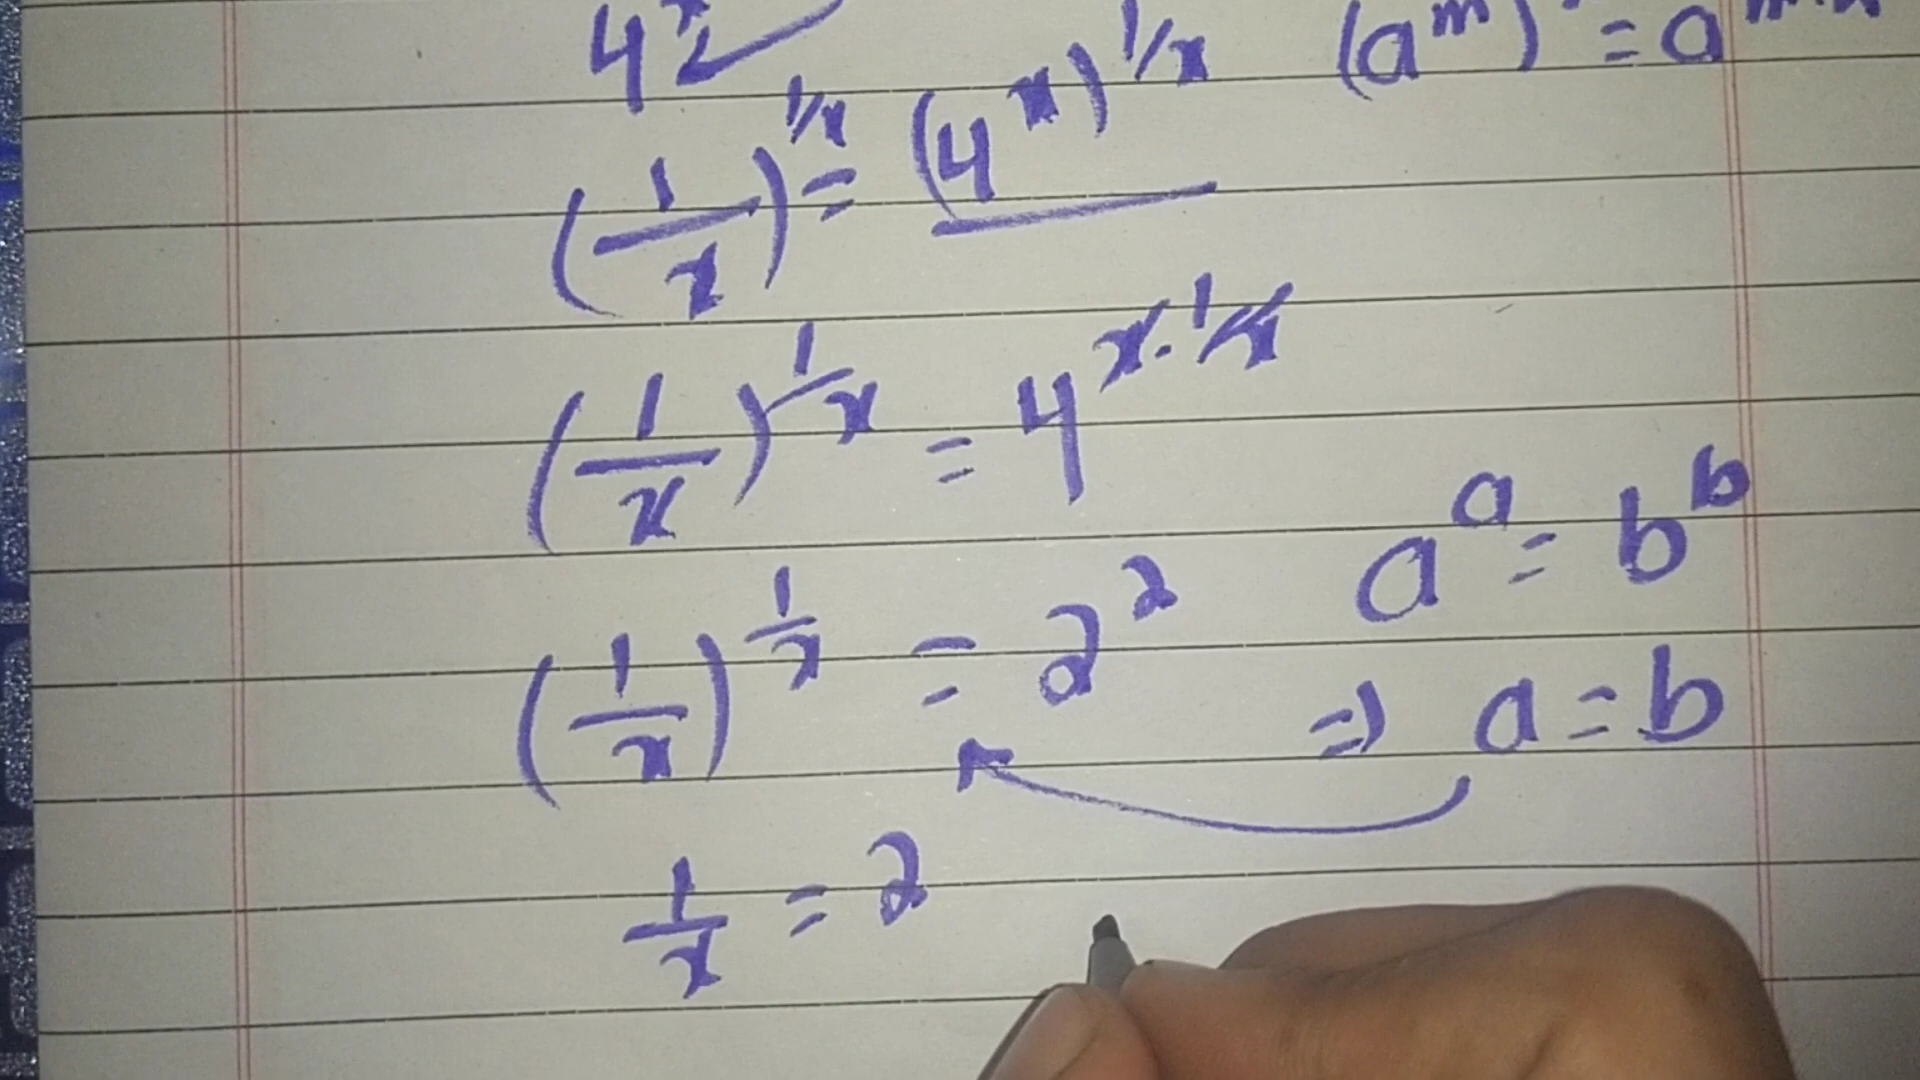 4^x x
(1/x)^1/x = (4^x)^1/x (a^m) = a^m
(1/x)^1/x = 4^x·1/x
a^a = b^b
(1/x)^1/x = 2^2
⇒ a = b
1/x = 2